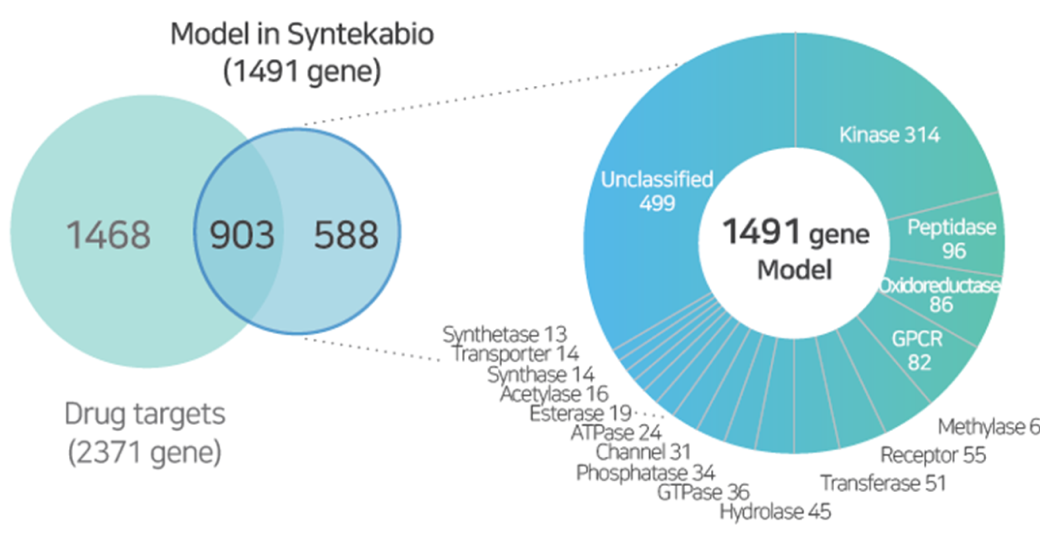 Model in Syntekabio
(1491 gene)
1468
903
588
Drug targets
(2371 gene)
Kinase 314
Unclassified
499
1491 gene
Model
Peptidase
96
Oxidoreductase
86
GPCR
82
Methylase 6
Receptor 55
Transferase 51
Hydrolase 45
GTPase 36
Phosphatase 34
Channel 31
ATPase 24
Esterase 19
Acetylase 16
Synthase 14
Transporter 14
Synthetase 13